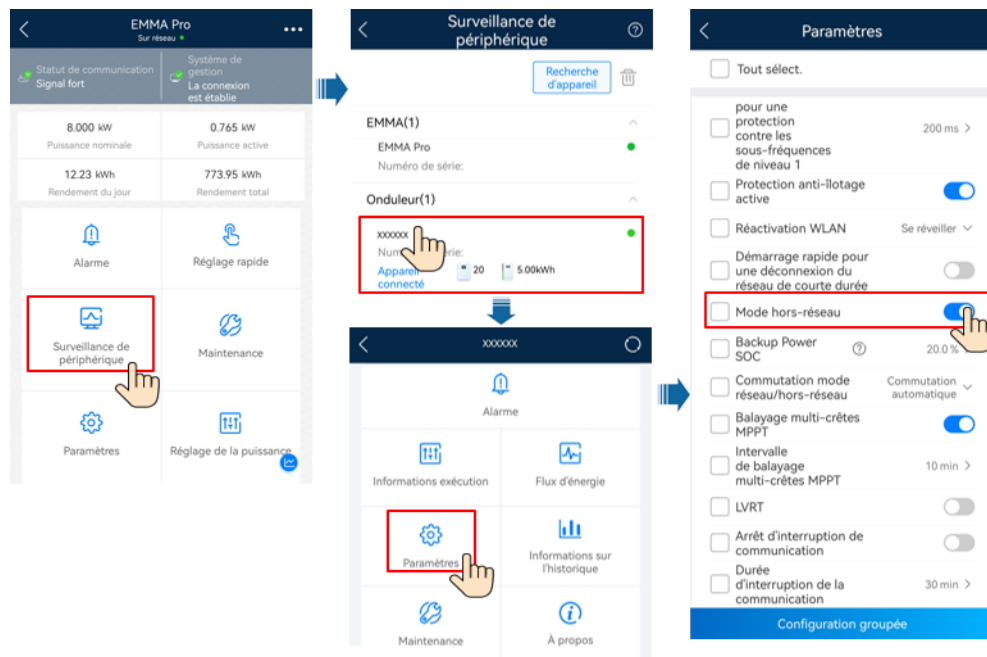 EMMA Pro
Sur réseau
Statut de communication
Signal fort
Système de
gestion
La connexion
est établie
8.000 kW
Puissance nominale
0.765 kW
Puissance active
12.23 kWh
Rendement du jour
773.95 kWh
Rendement total
Alarme
Réglage rapide
Surveillance de
périphérique
Maintenance
Paramètres
Réglage de la puissance
Surveillance de
périphérique
Recherche
d'appareil
EMMA(1)
EMMA Pro
Numéro de série:
Onduleur(1)
xxxxxx
Appareil
connecté
20
5.00kWh
xxxxxx
Alarme
Informations exécution
Flux d'énergie
Paramètres
Informations sur
l'historique
Maintenance
À propos
Paramètres
Tout sélect.
pour une
protection
contre les
sous-fréquences
de niveau 1
200 ms
Protection anti-îlotage
active
Réactivation WLAN
Se réveiller
Démarrage rapide pour
une déconnexion du
réseau de courte durée
Mode hors-réseau
Backup Power
SOC
20.0 %
Commutation mode
réseau/hors-réseau
Commutation
automatique
Balayage multi-crêtes
MPPT
Intervalle
de balayage
multi-crêtes MPPT
10 min
LVRT
Arrêt d'interruption de
communication
Durée
d'interruption de la
communication
30 min
Configuration groupée